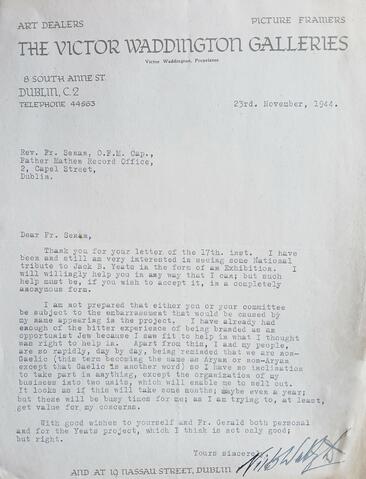 ART DEALERS PICTURE FRAMERS
THE VICTOR WADDINGTON GALLERIES
Victor Waddington, Proprietor
8 SOUTH ANNE ST.
DUBLIN, C.2
TELEPHONE 44663
23rd. November, 1944.
Rev. Fr. Senan, O.F.M. Cap.,
Father Mathew Record Office,
2, Capel Street,
Dublin.
Dear Fr. Senan,
Thank you for your letter of the 17th. inst. I have
been and still am very interested in seeing some National
tribute to Jack B. Yeats in the form of an Exhibition. I
will willingly help you in any way that I can; but such
help must be, if you wish to accept it, is a completely
anonymous form.
I am not prepared that either you or your committee
be subject to the embarrassment that would be caused by
my name appearing in the project. I have already had
enough of the bitter experience of being branded as an
opportunist Jew because I saw fit to help in what I thought
was right to help in. Apart from this, I and my people,
are so rapidly, day by day, being reminded that we are non-
Gaelic (this term becoming the same as Aryan or non-Aryan
except that Gaelic is another word) so I have no inclination
to take part in anything, except the organization of my
business into two units, which will enable me to sell out.
It looks as if this will take some months; maybe even a year;
but these will be busy times for me; as I am trying to, at least,
get value for my concerns.
With good wishes to yourself and Fr. Gerald both personal
and for the Yeats project, which I think is not only good;
but right.
Yours sincerely
AND AT 19 NASSAU STREET, DUBLIN